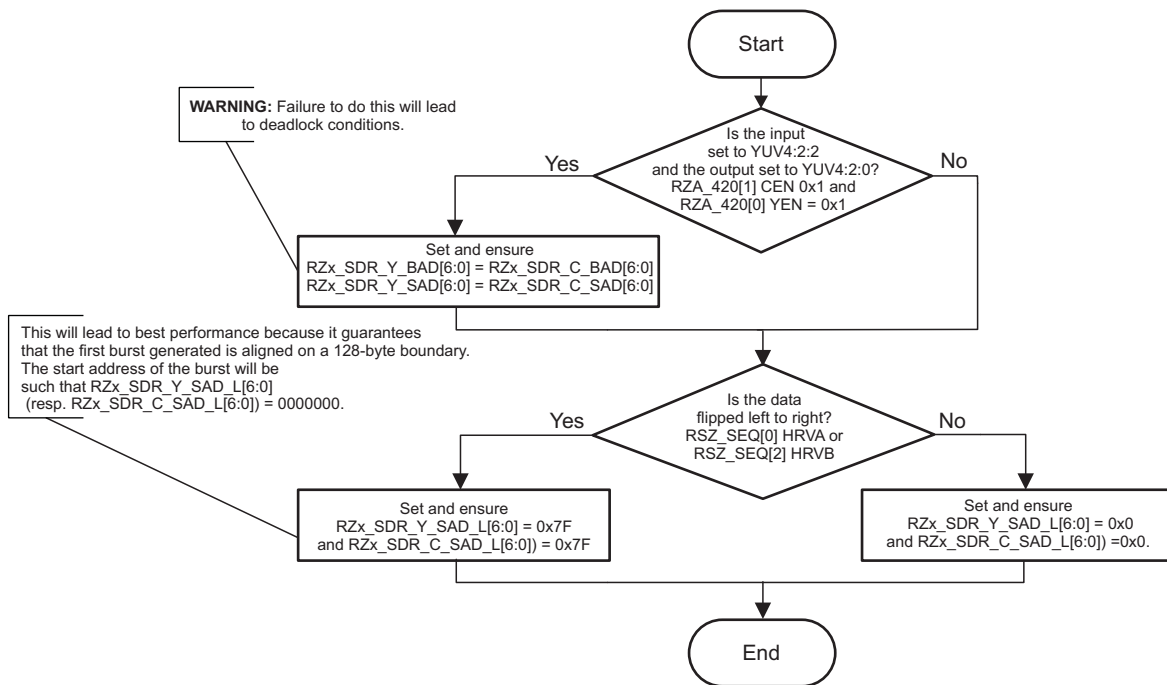 Start
WARNING: Failure to do this will lead
to deadlock conditions.
Is the input
set to YUV4:2:2
and the output set to YUV4:2:0?
RZA_420[1] CEN 0x1 and
RZA_420[0] YEN = 0x1
Yes
No
Set and ensure
RZx_SDR_Y_BAD[6:0] = RZx_SDR_C_BAD[6:0]
RZx_SDR_Y_SAD[6:0] = RZx_SDR_C_SAD[6:0]
This will lead to best performance because it guarantees
that the first burst generated is aligned on a 128-byte boundary.
The start address of the burst will be
such that RZx_SDR_Y_SAD_L[6:0]
(resp. RZx_SDR_C_SAD_L[6:0]) = 0000000.
Is the data
flipped left to right?
RSZ_SEQ[0] HRVA or
RSZ_SEQ[2] HRVB
Yes
No
Set and ensure
RZx_SDR_Y_SAD_L[6:0] = 0x7F
and RZx_SDR_C_SAD_L[6:0]) = 0x7F
Set and ensure
RZx_SDR_Y_SAD_L[6:0] = 0x0
and RZx_SDR_C_SAD_L[6:0]) =0x0.
End